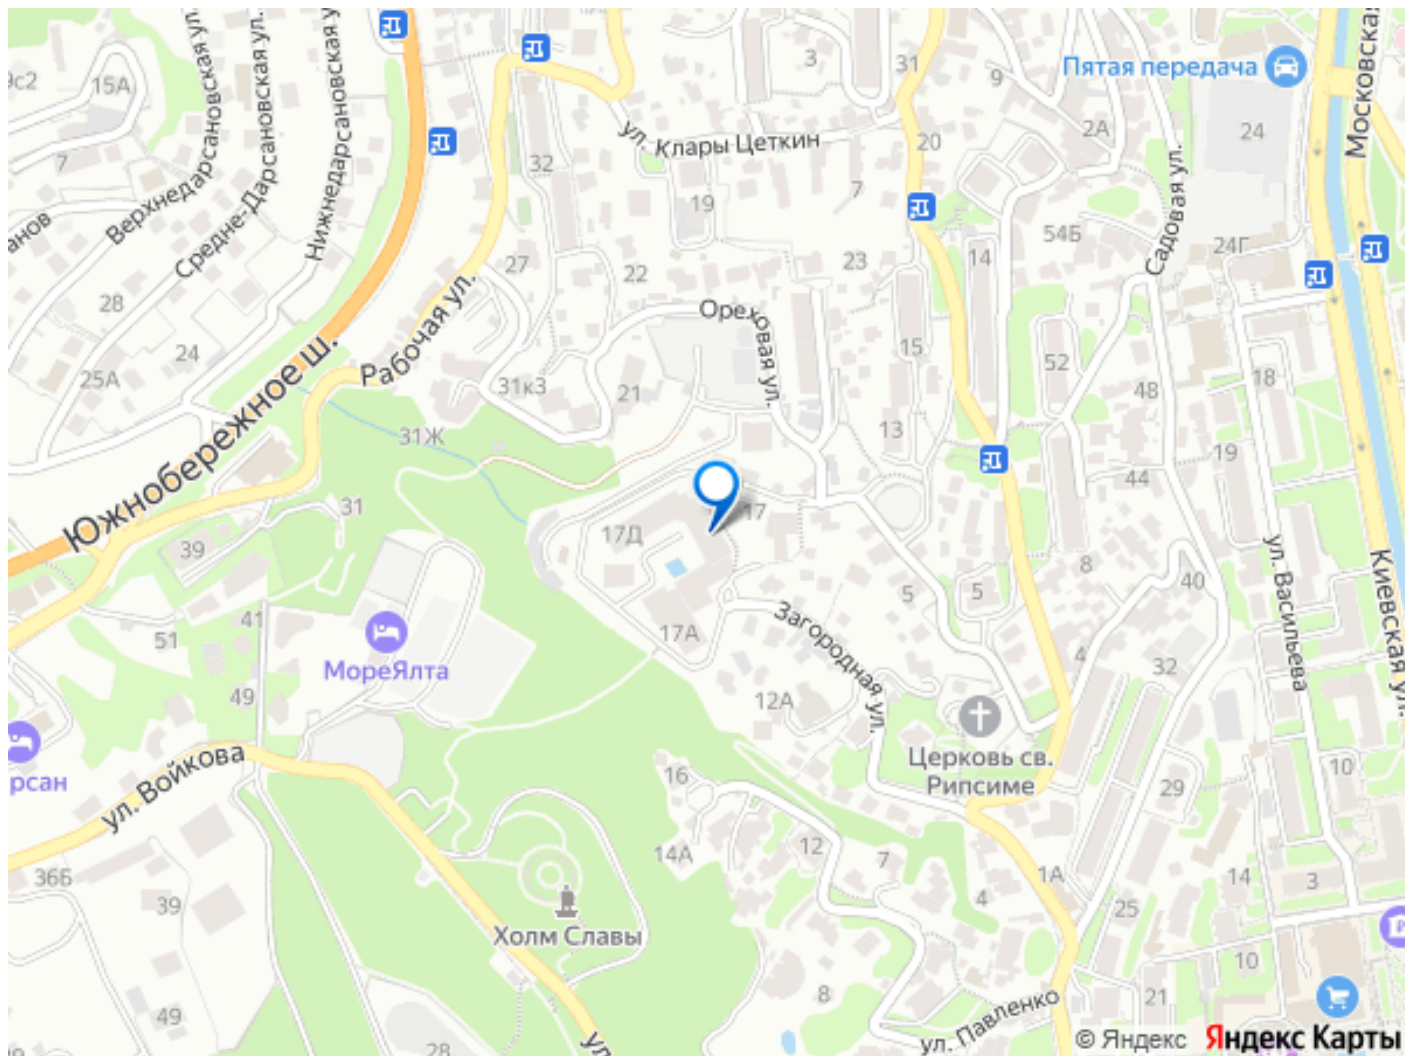 Пятая передача
Московская
9с2
15А
3
31
9
24
2А
20
ул. Клары Цеткин
32
7
7
19
Садовая ул.
Верхнедарсановская ул.
Средне-Дарсановская ул.
Нижнедарсановская ул.
54Б
24Г
14
27
22
23
28
Ореховая ул.
Рабочая ул.
15
24
25А
52
18
31к3
21
48
Южнобережное ш.
31Ж
13
19
44
31
17
17Д
39
ул. Васильева
Киевская ул.
8
40
5
5
41
51
17А
Загородная ул.
4
32
МореЯлта
49
12А
Церковь св.
Рипсиме
рсан
ул. Войкова
16
10
29
14А
12
7
36Б
1А
14
3
39
4
25
Холм Славы
10
8
49
21
28
ул. Павленко
© Яндекс Яндекс Карты